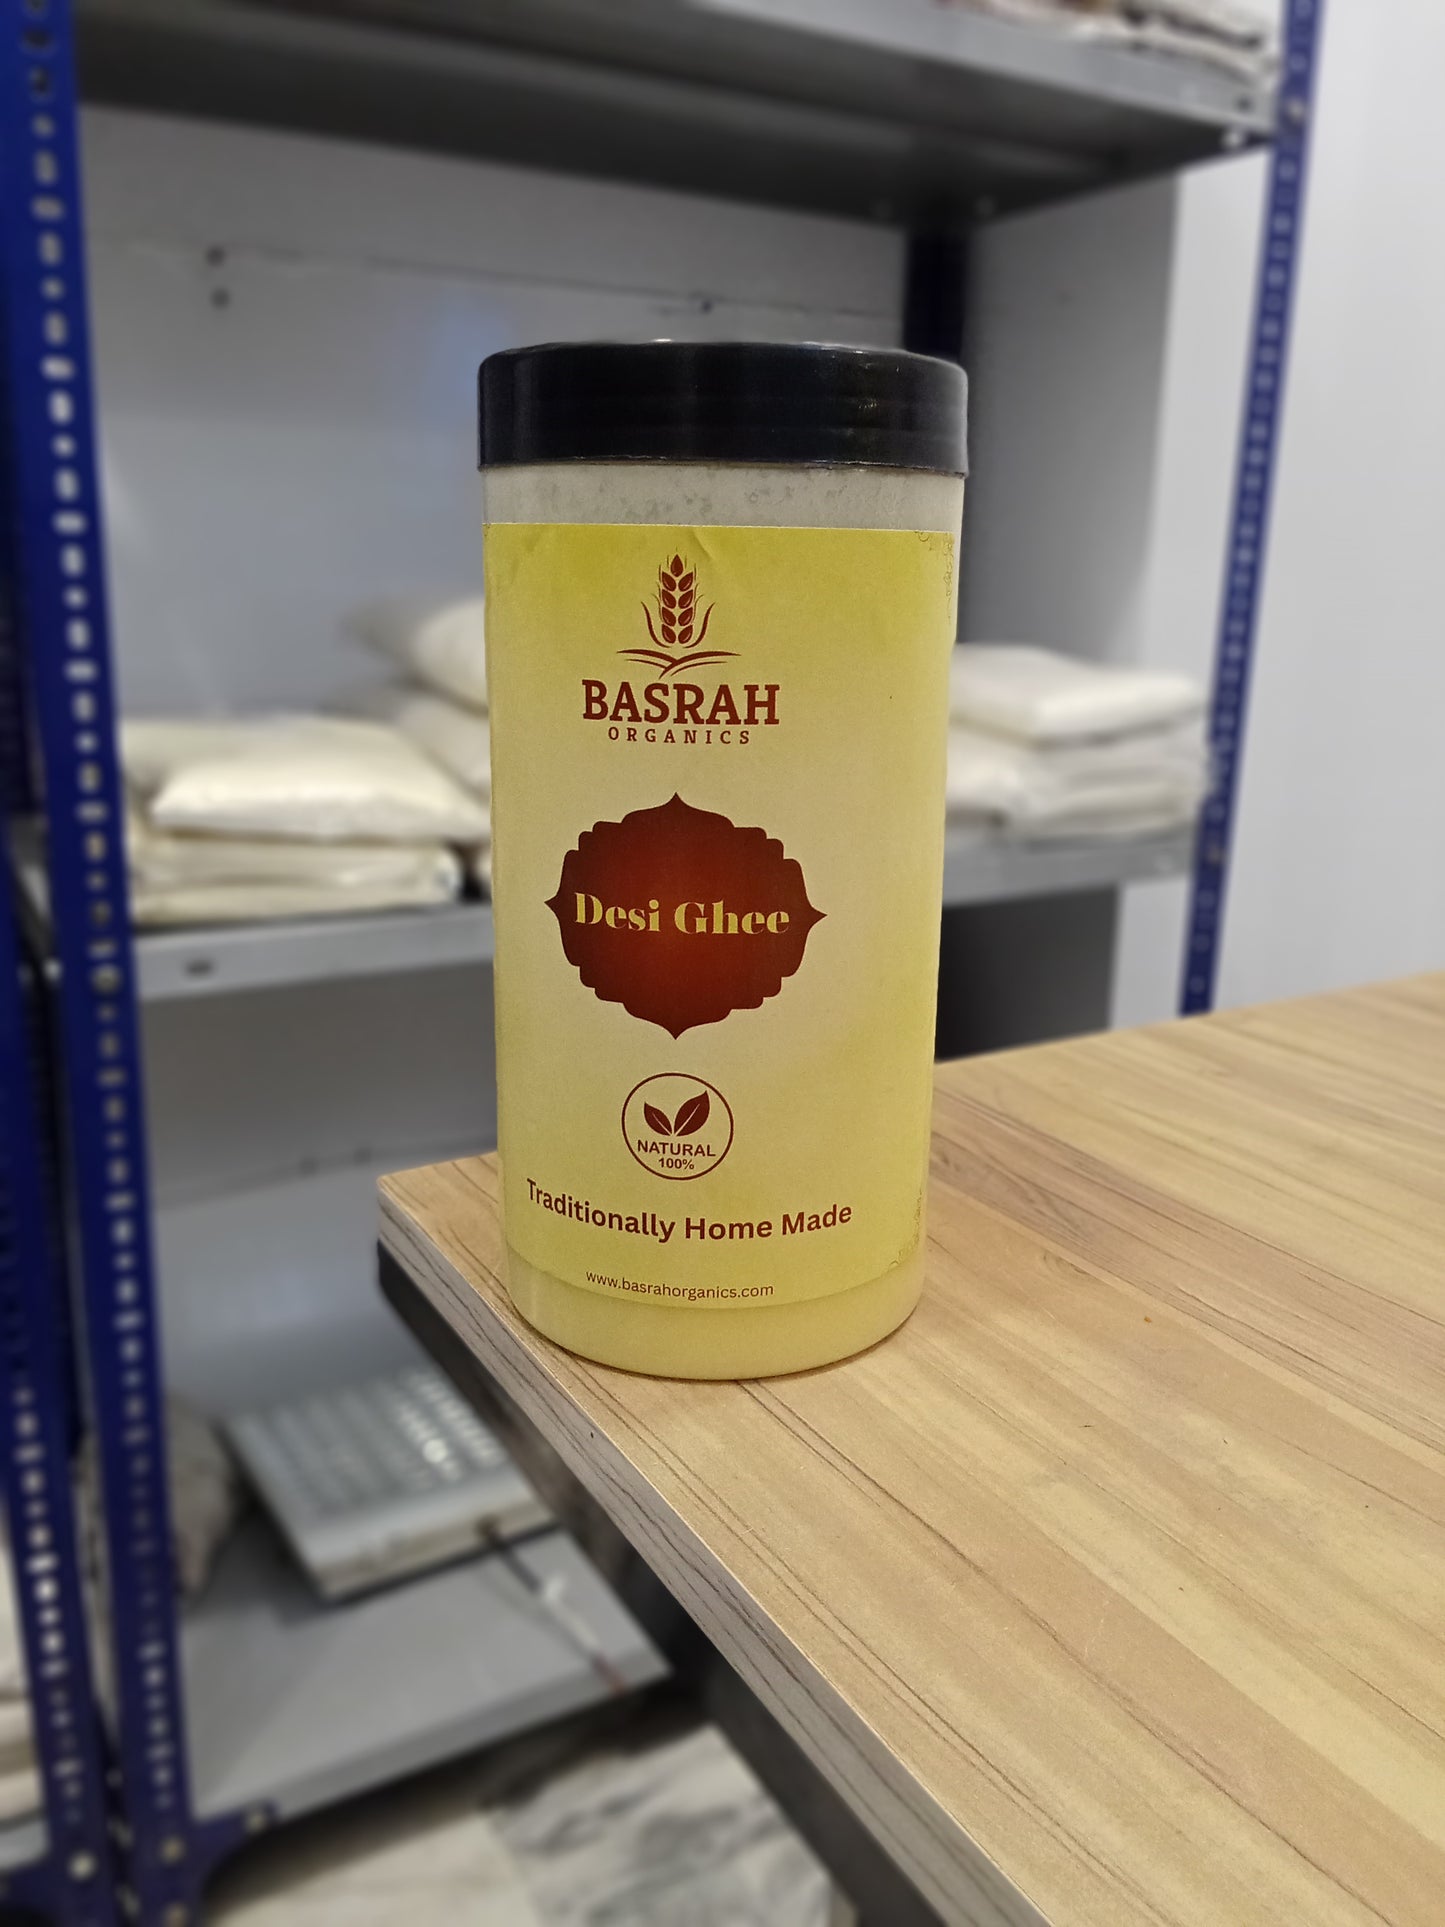 BASRAH
ORGANICS
Desi Ghee
NATURAL
100%
Traditionally Home Made
www.basrahorganics.com